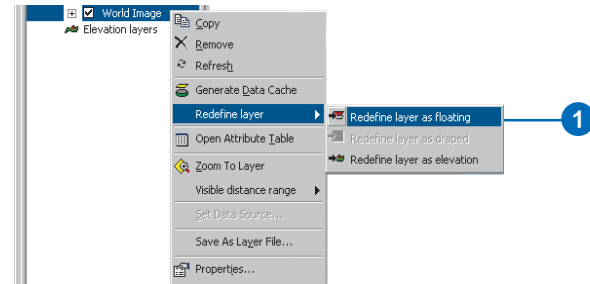 World Image
Elevation layers
Copy
Remove
Refresh
Generate Data Cache
Redefine layer
Open Attribute Table
Zoom To Layer
Visible distance range
Set Data Source...
Save As Layer File...
Properties...
Redefine layer as floating
Redefine layer as draped
Redefine layer as elevation
1